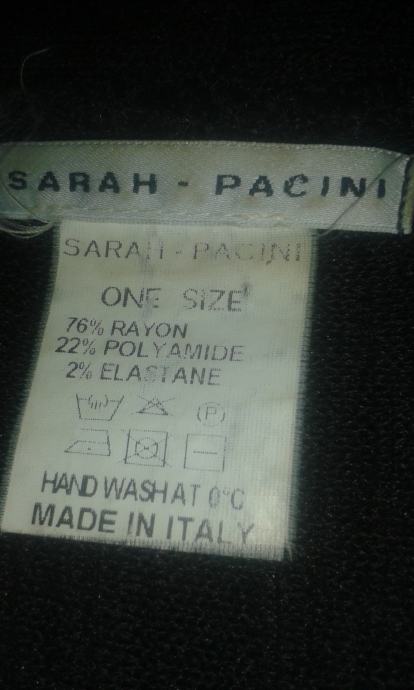 SARAH - PACINI
SARAH - PACINI
ONE SIZE
76% RAYON
22% POLYAMIDE
2% ELASTANE
P
HAND WASH AT 0°C
MADE IN ITALY